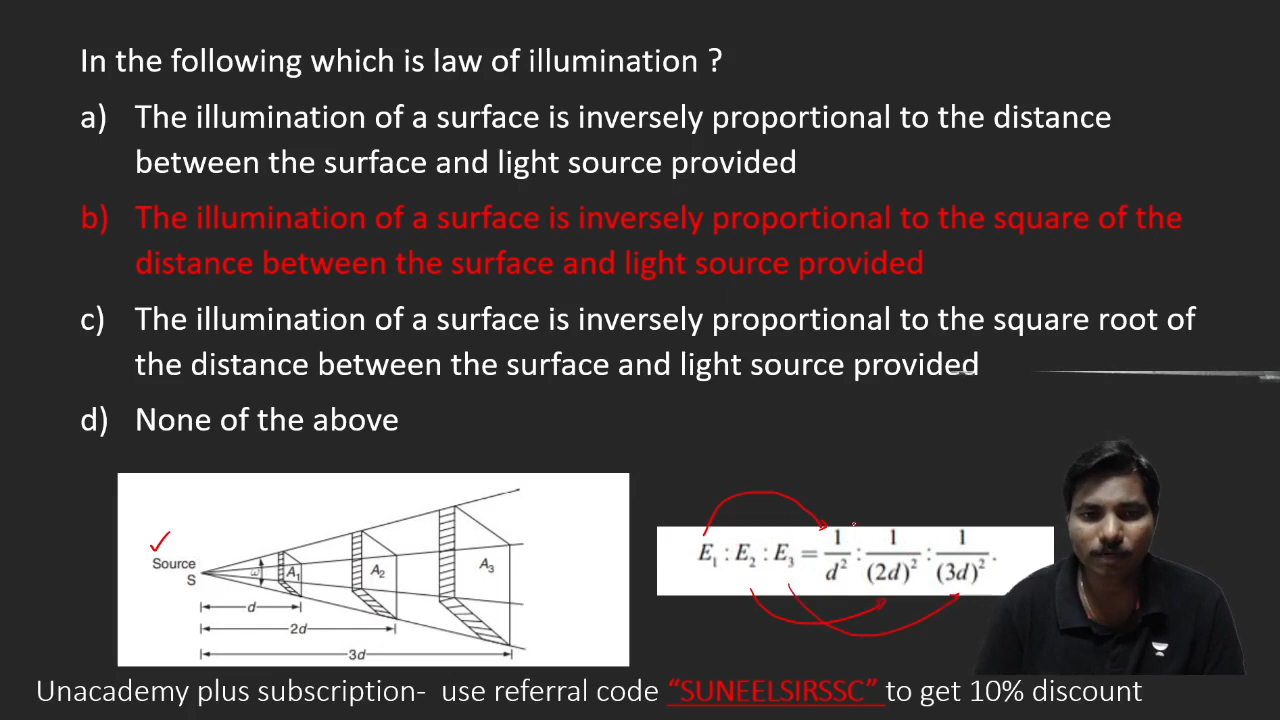 In the following which is law of illumination ?
a) The illumination of a surface is inversely proportional to the distance
between the surface and light source provided
b) The illumination of a surface is inversely proportional to the square of the
distance between the surface and light source provided
c) The illumination of a surface is inversely proportional to the square root of
the distance between the surface and light source provided
d) None of the above
Source
S
ω
A₁
A₂
A₃
d
2d
3d
E₁ : E₂ : E₃ = 1/d² : 1/(2d)² : 1/(3d)² .
Unacademy plus subscription- use referral code “SUNEELSIRSSC” to get 10% discount